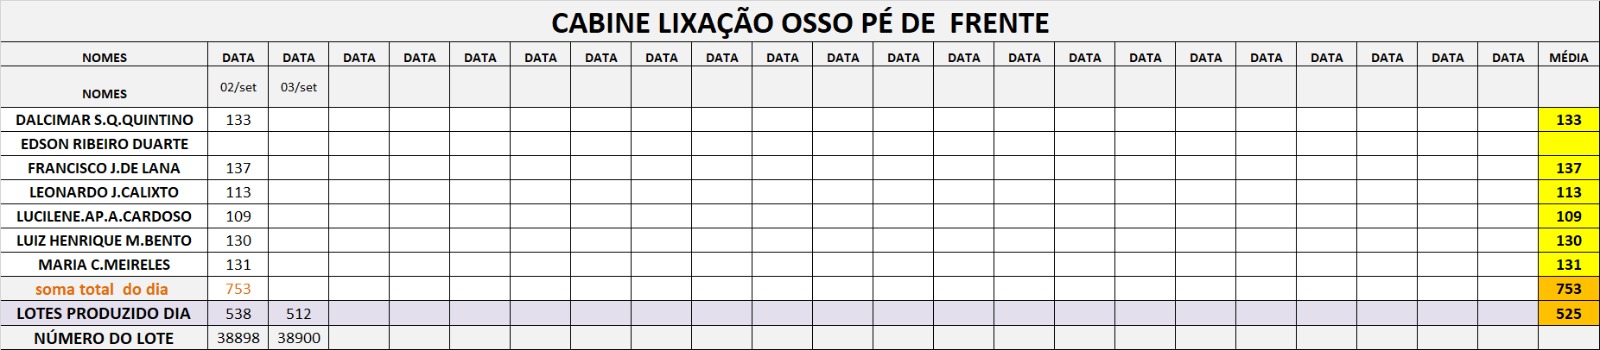 CABINE LIXAÇÃO OSSO PÉ DE FRENTE
NOMES DATA DATA DATA DATA DATA DATA DATA DATA DATA DATA DATA DATA DATA DATA DATA DATA DATA DATA DATA DATA DATA DATA MÉDIA
NOMES 02/set 03/set
DALCIMAR S.Q.QUINTINO 133 133
EDSON RIBEIRO DUARTE
FRANCISCO J.DE LANA 137 137
LEONARDO J.CALIXTO 113 113
LUCILENE.AP.A.CARDOSO 109 109
LUIZ HENRIQUE M.BENTO 130 130
MARIA C.MEIRELES 131 131
soma total do dia 753 753
LOTES PRODUZIDO DIA 538 512 525
NÚMERO DO LOTE 38898 38900